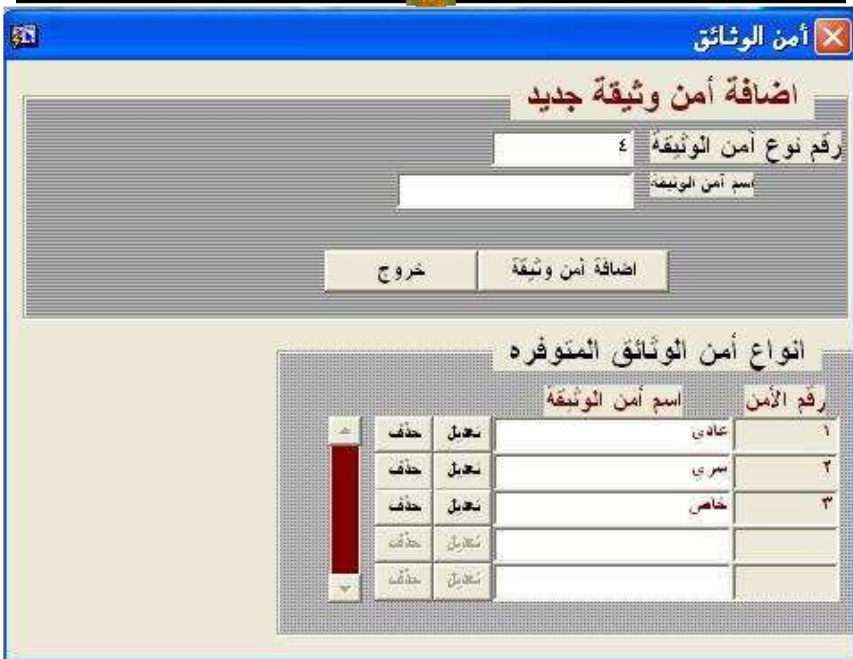 أمن الوثائق
اضافة أمن وثيقة جديد
رقم نوع أمن الوثيقة ٤
اسم أمن الوثيقة
اضافة أمن وثيقة خروج
انواع أمن الوثائق المتوفره
رقم الأمن اسم أمن الوثيقة
١ عادي تعديل حذف
٢ سري تعديل حذف
٣ خاص تعديل حذف
تعديل حذف
تعديل حذف